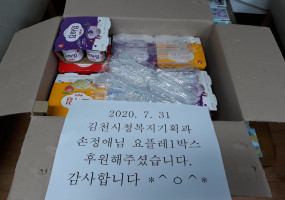 2020. 7. 31
김천시청복지기획과
손정애님 요플레1박스
후원해주셨습니다.
감사합니다 *^ㅇ^*